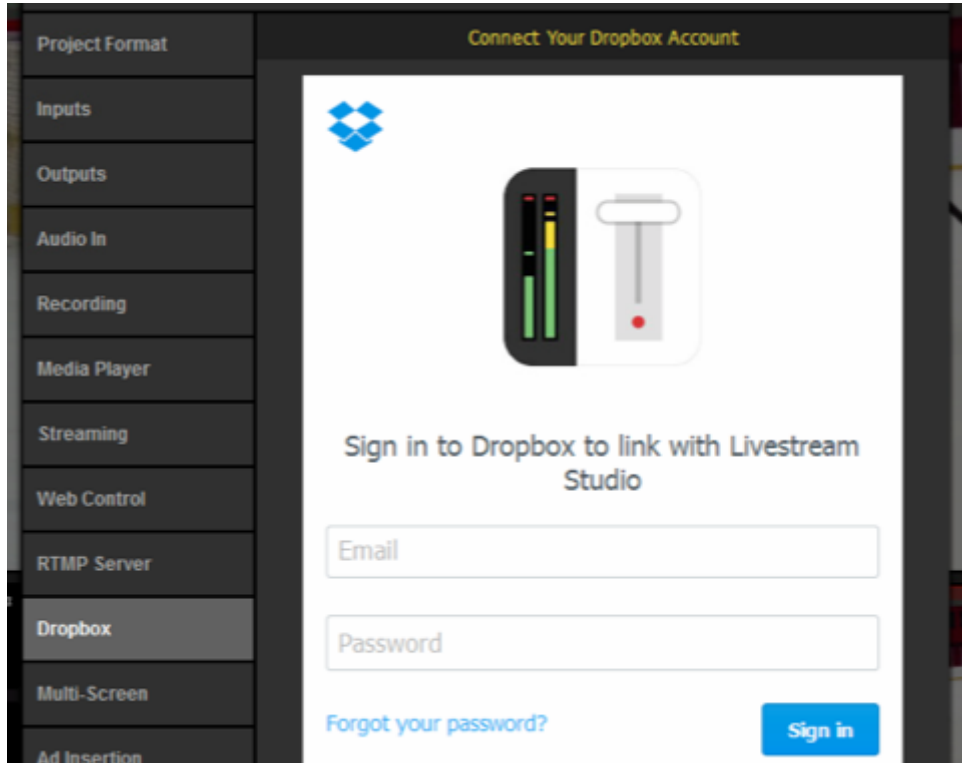 Project Format
Inputs
Outputs
Audio In
Recording
Media Player
Streaming
Web Control
RTMP Server
Dropbox
Multi-Screen
Ad Insertion
Connect Your Dropbox Account
Sign in to Dropbox to link with Livestream
Studio
Email
Password
Forgot your password?
Sign in